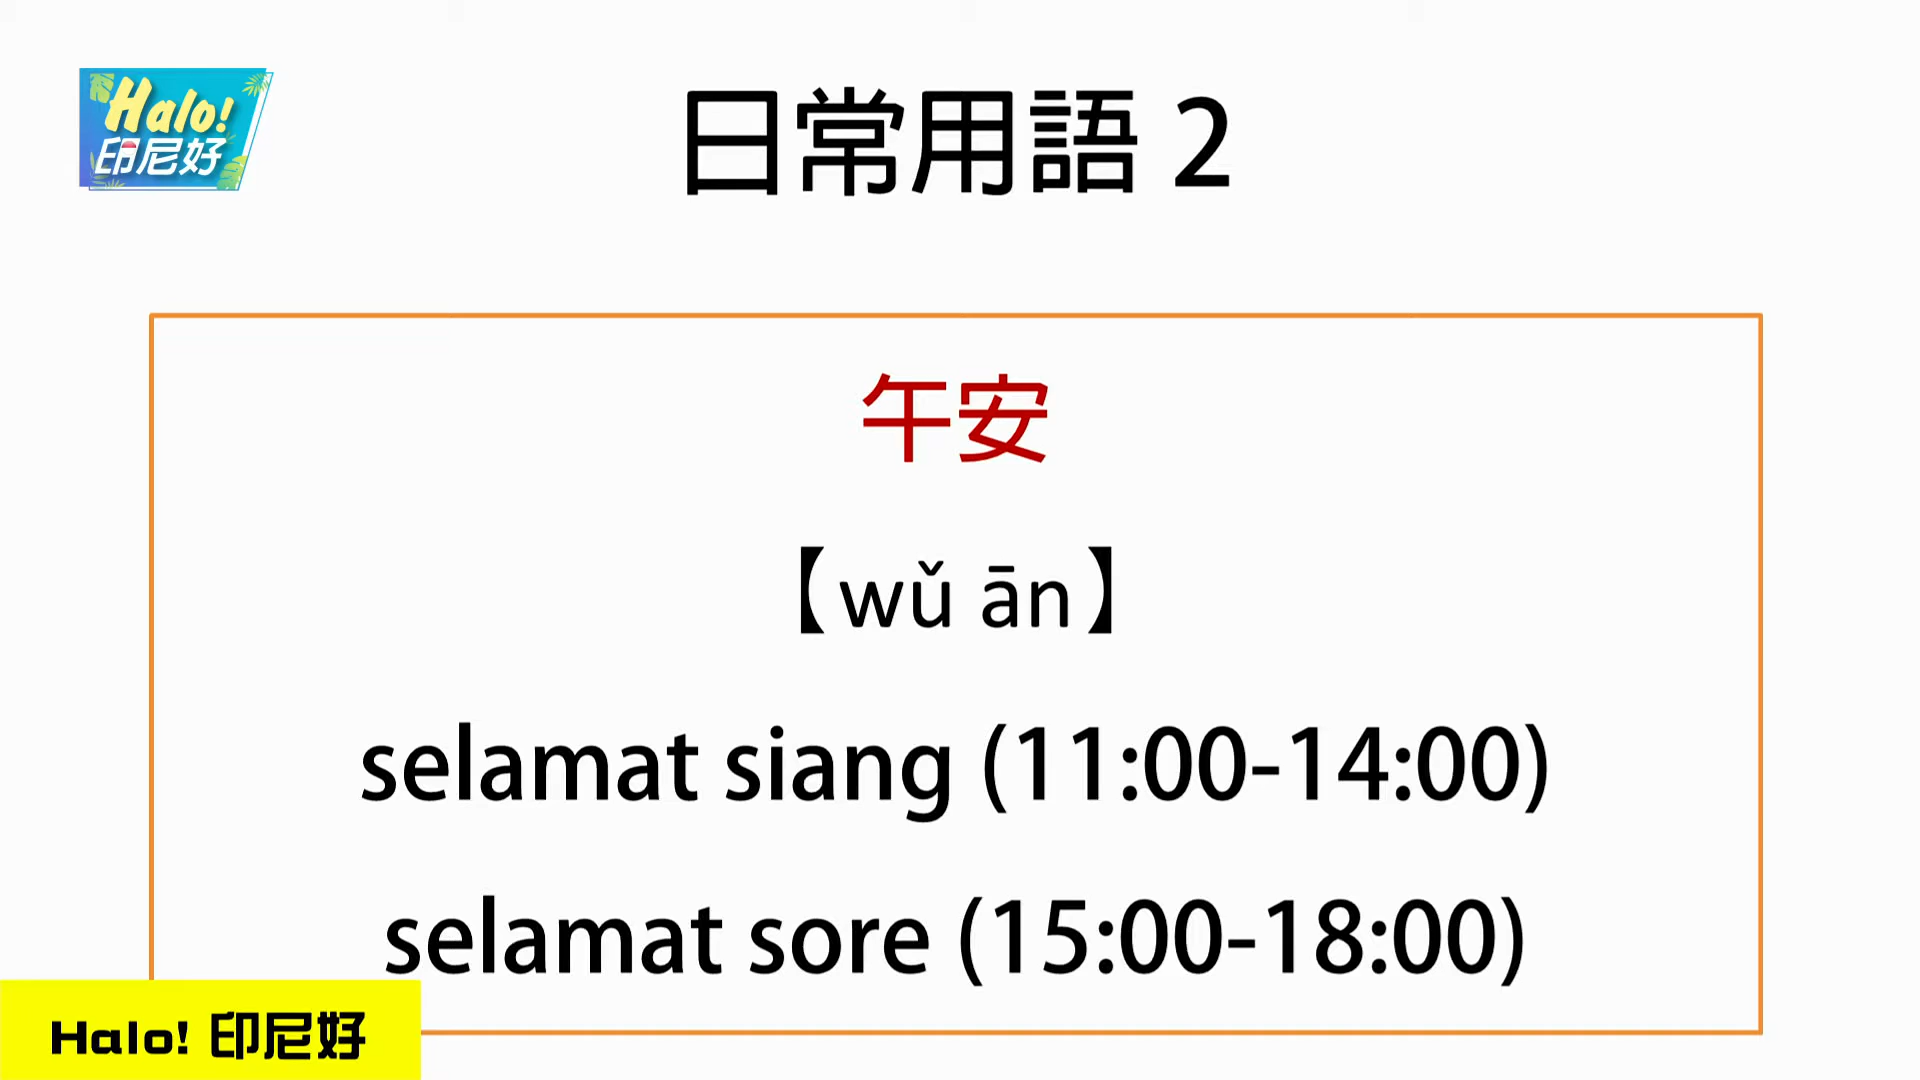 Halo!
印尼好
日常用語 2
午安
【wǔ ān】
selamat siang (11:00-14:00)
selamat sore (15:00-18:00)
Halo! 印尼好